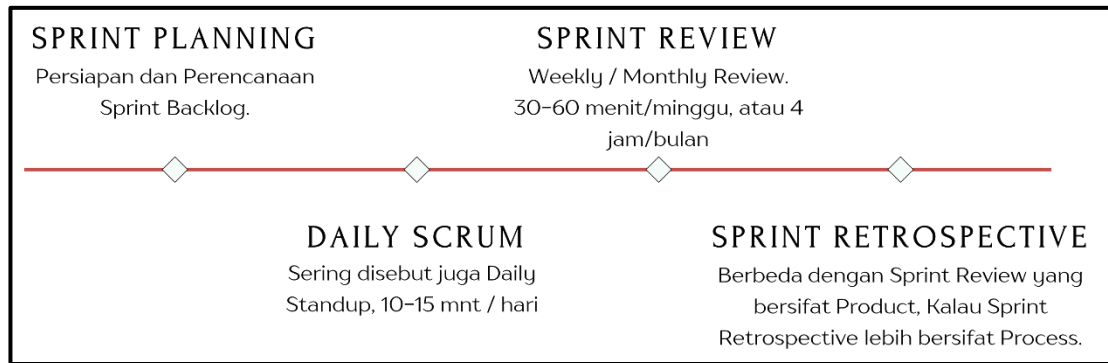 SPRINT PLANNING
Persiapan dan Perencanaan
Sprint Backlog.
SPRINT REVIEW
Weekly / Monthly Review.
30-60 menit/minggu, atau 4
jam/bulan
DAILY SCRUM
Sering disebut juga Daily
Standup, 10-15 mnt / hari
SPRINT RETROSPECTIVE
Berbeda dengan Sprint Review yang
bersifat Product, Kalau Sprint
Retrospective lebih bersifat Process.